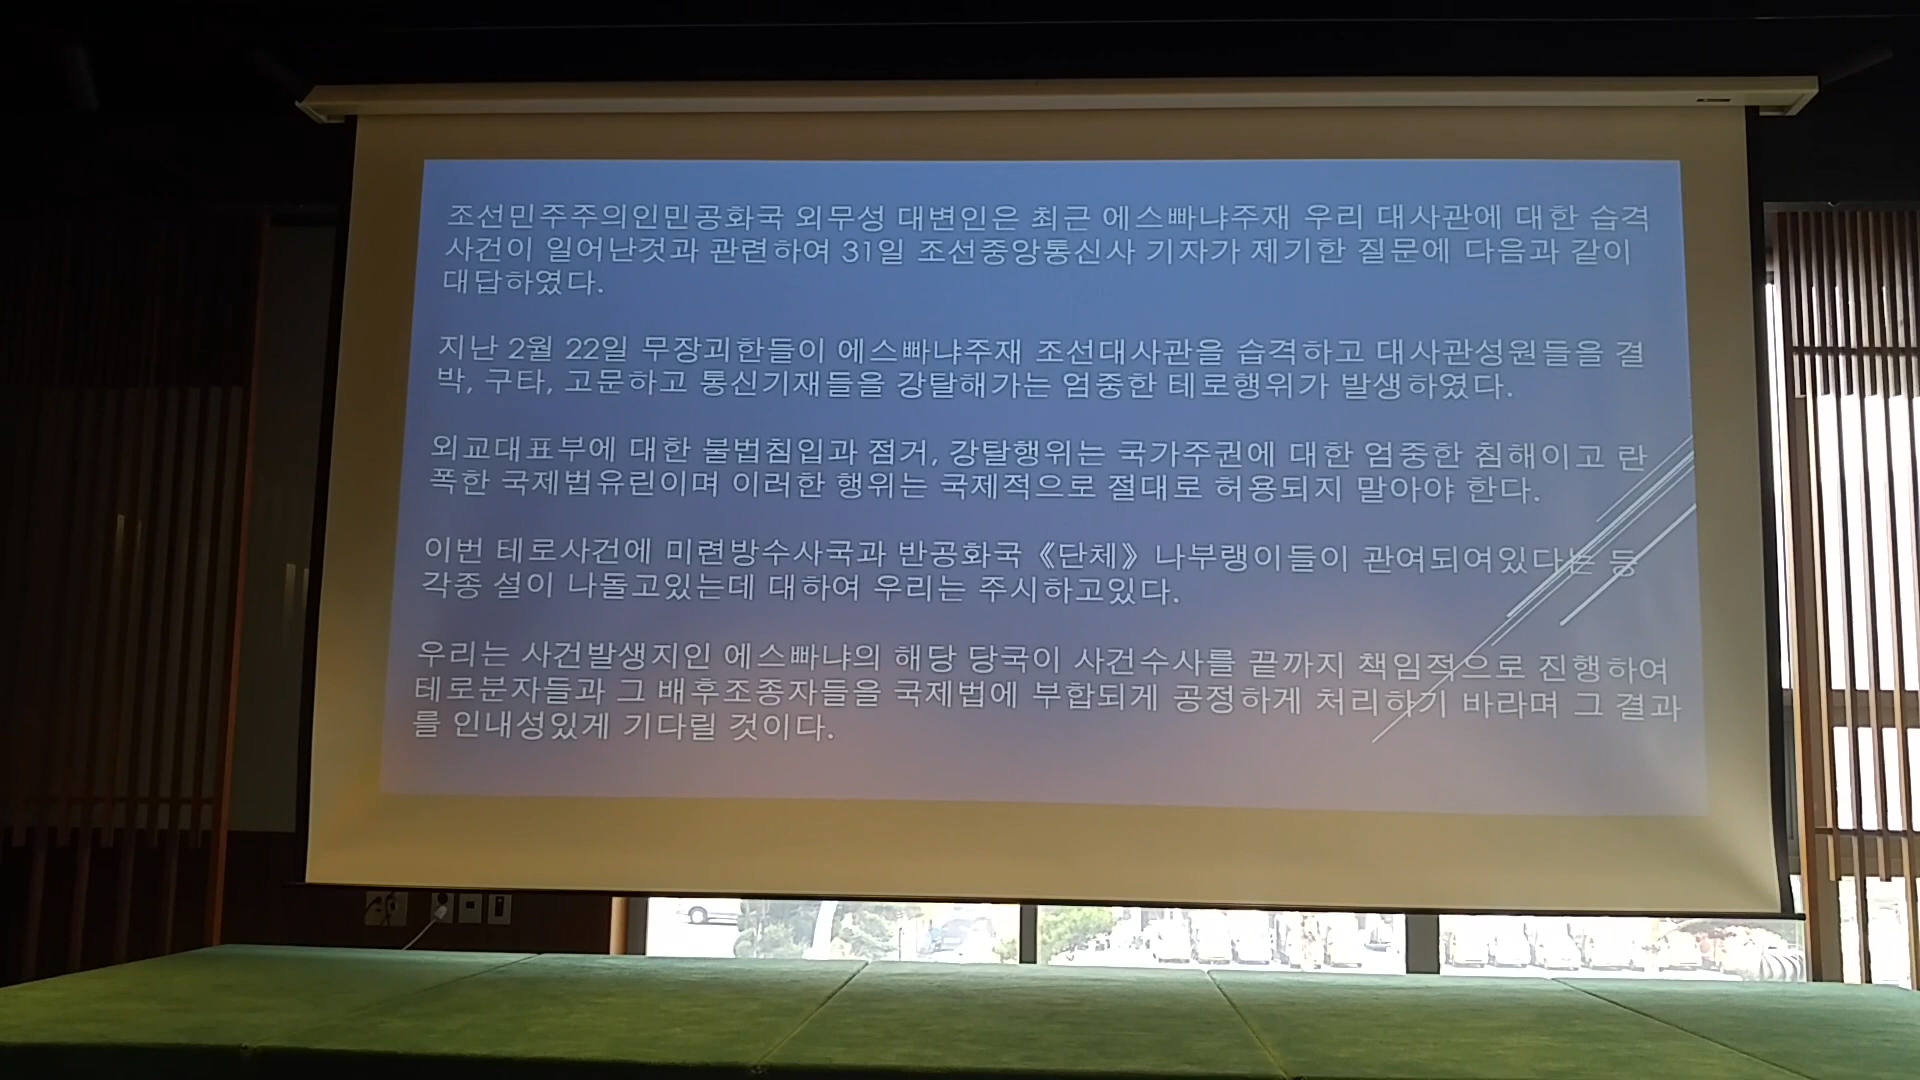 조선민주주의인민공화국 외무성 대변인은 최근 에스빠냐주재 우리 대사관에 대한 습격
사건이 일어난것과 관련하여 31일 조선중앙통신사 기자가 제기한 질문에 다음과 같이
대답하였다.
지난 2월 22일 무장괴한들이 에스빠냐주재 조선대사관을 습격하고 대사관성원들을 결
박, 구타, 고문하고 통신기재들을 강탈해가는 엄중한 테로행위가 발생하였다.
외교대표부에 대한 불법침입과 점거, 강탈행위는 국가주권에 대한 엄중한 침해이고 란
폭한 국제법유린이며 이러한 행위는 국제적으로 절대로 허용되지 말아야 한다.
이번 테로사건에 미련방수사국과 반공화국 《단체》 나부랭이들이 관여되여있다는 등
각종 설이 나돌고있는데 대하여 우리는 주시하고있다.
우리는 사건발생지인 에스빠냐의 해당 당국이 사건수사를 끝까지 책임적으로 진행하여
테로분자들과 그 배후조종자들을 국제법에 부합되게 공정하게 처리하기 바라며 그 결과
를 인내성있게 기다릴 것이다.